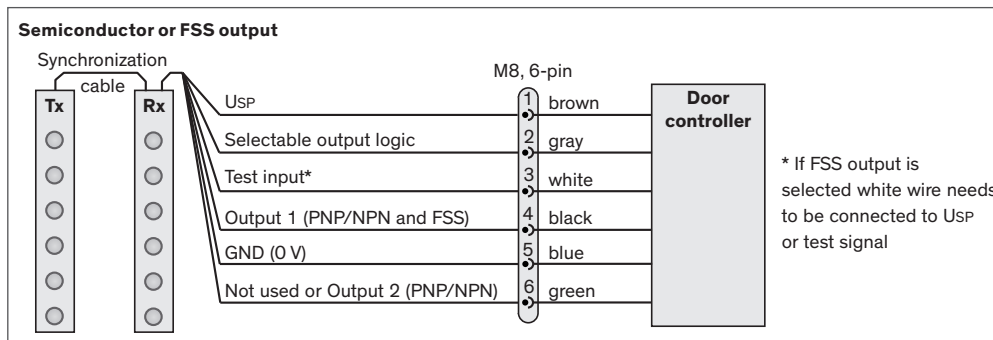 Semiconductor or FSS output
Synchronization
cable
M8, 6-pin
Tx
Rx
USP
1
brown
Selectable output logic
2
gray
Test input*
3
white
Output 1 (PNP/NPN and FSS)
4
black
GND (0 V)
5
blue
Not used or Output 2 (PNP/NPN)
6
green
Door
controller
* If FSS output is
selected white wire needs
to be connected to USP
or test signal